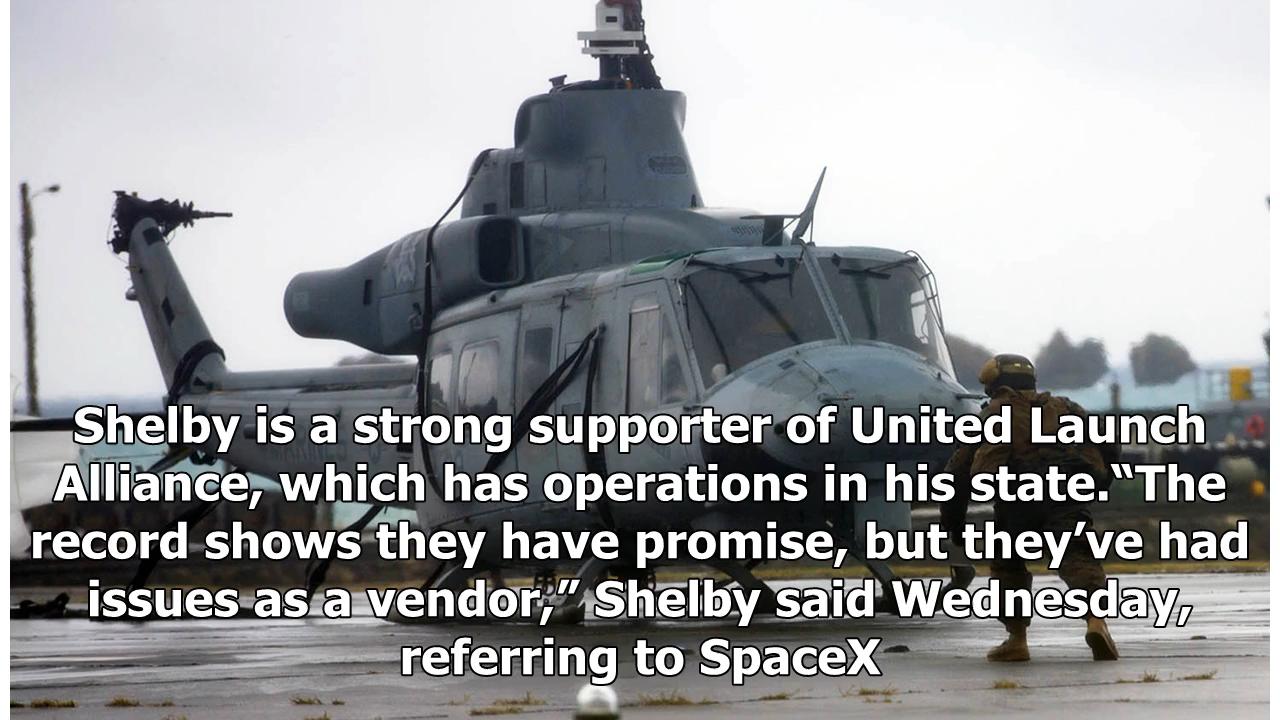 Shelby is a strong supporter of United Launch
Alliance, which has operations in his state.“The
record shows they have promise, but they’ve had
issues as a vendor,” Shelby said Wednesday,
referring to SpaceX